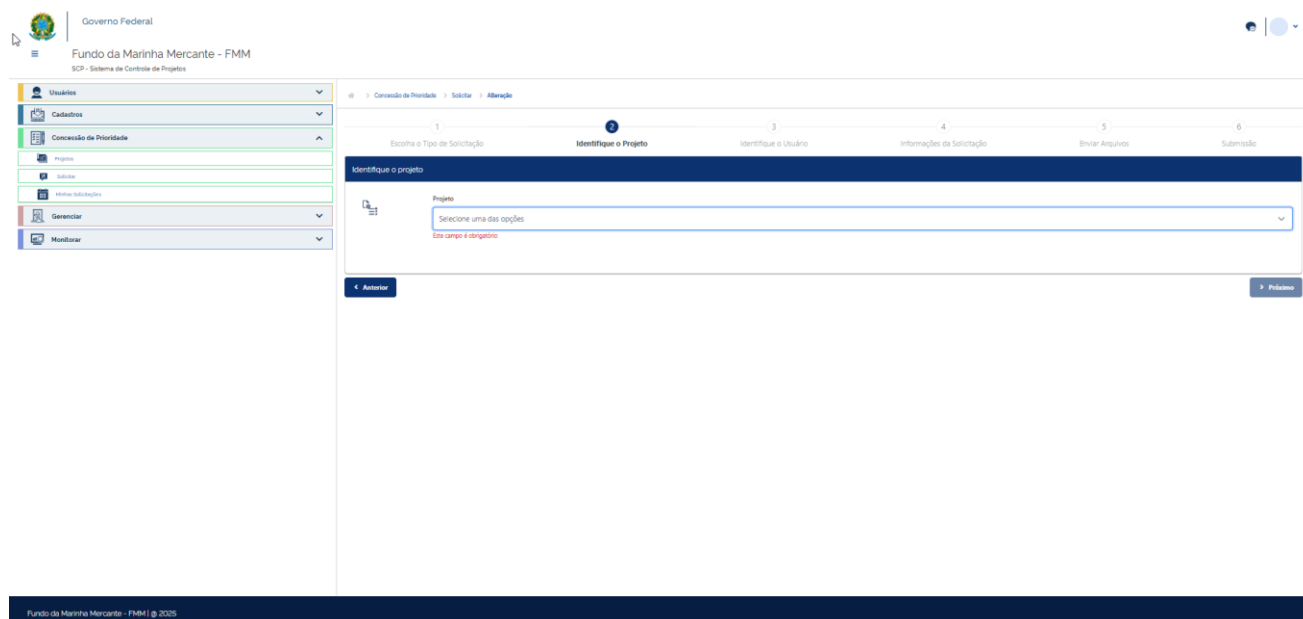 Governo Federal
Fundo da Marinha Mercante - FMM
SCP - Sistema de Controle de Projetos
Usuários
Cadastros
Concessão de Prioridade
Projetos
Solicitar
Minhas Solicitações
Gerenciar
Monitorar
> Concessão de Prioridade > Solicitar > Alteração
1 2 3 4 5 6
Escolha o Tipo de Solicitação Identifique o Projeto Identifique o Usuário Informações da Solicitação Enviar Arquivos Submissão
Identifique o projeto
Projeto
Selecione uma das opções
Este campo é obrigatório
< Anterior > Próximo
Fundo da Marinha Mercante - FMM | @ 2025